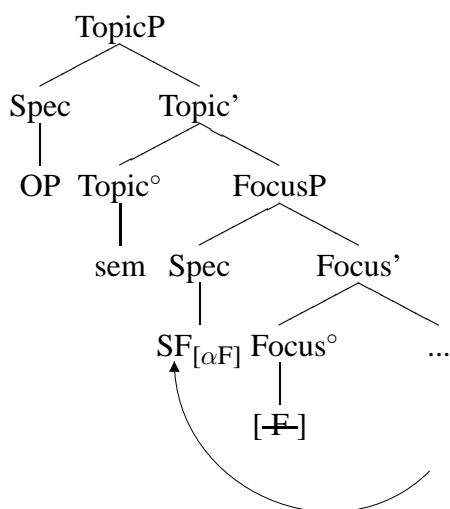 TopicP
Spec Topic’
OP Topic° FocusP
sem Spec Focus’
SF[αF] Focus° ...
[ F ]